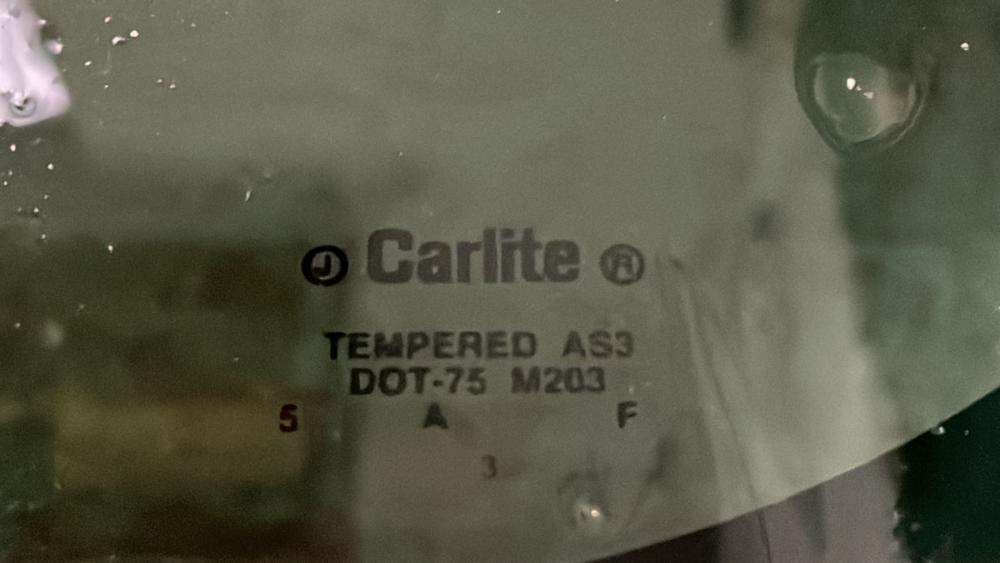 J Carlite ®
TEMPERED AS3
DOT-75 M203
5 A F
3